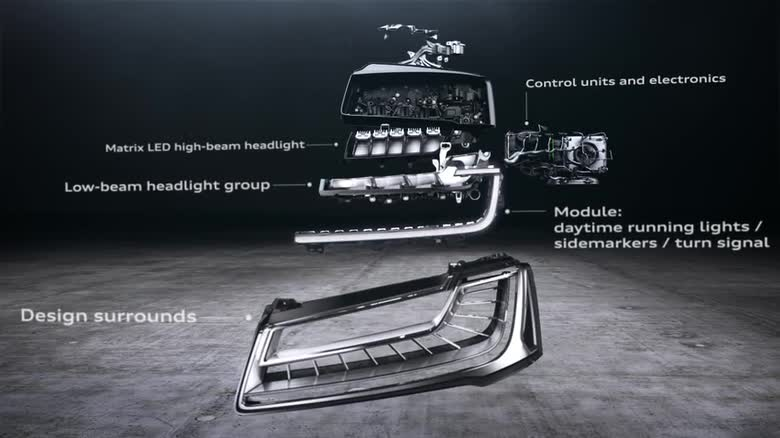 Control units and electronics
Matrix LED high-beam headlight
Low-beam headlight group
Module:
daytime running lights /
sidemarkers / turn signal
Design surrounds